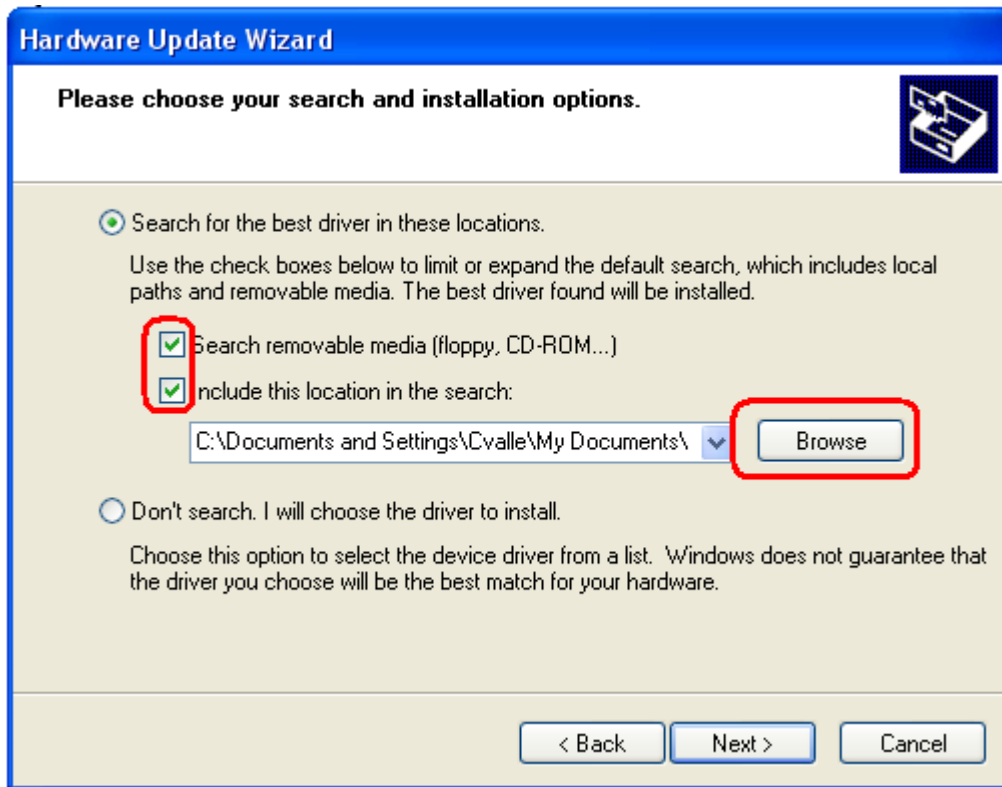 Hardware Update Wizard
Please choose your search and installation options.
Search for the best driver in these locations.
Use the check boxes below to limit or expand the default search, which includes local
paths and removable media. The best driver found will be installed.
Search removable media (floppy, CD-ROM...)
Include this location in the search:
C:\Documents and Settings\Cvalle\My Documents\
Browse
Don't search. I will choose the driver to install.
Choose this option to select the device driver from a list. Windows does not guarantee that
the driver you choose will be the best match for your hardware.
< Back
Next >
Cancel